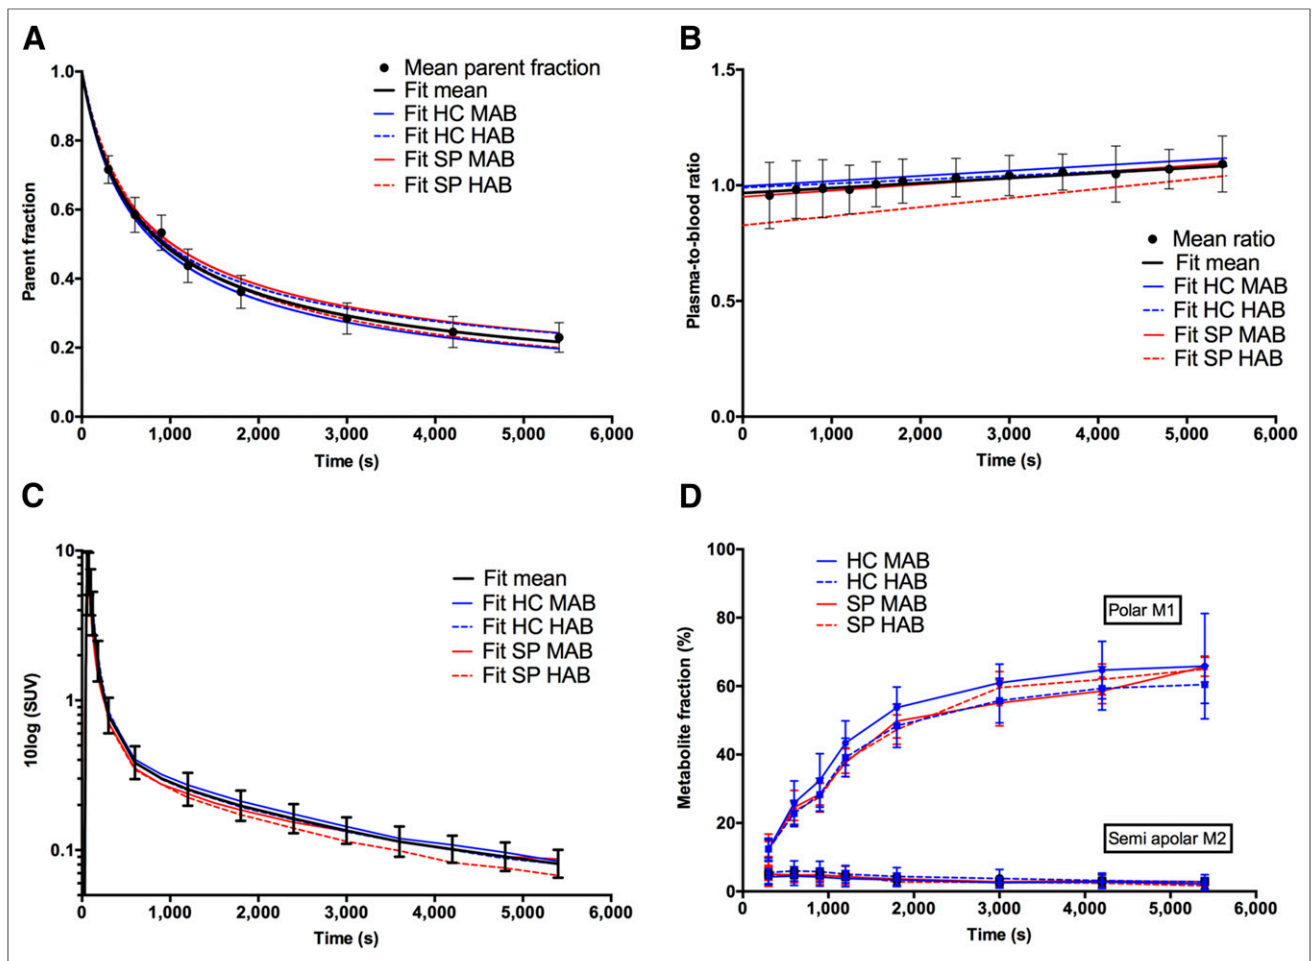 A
Mean parent fraction
Fit mean
Fit HC MAB
Fit HC HAB
Fit SP MAB
Fit SP HAB
Parent fraction
1.0
0.8
0.6
0.4
0.2
0.0
0 1,000 2,000 3,000 4,000 5,000 6,000
Time (s)
B
Plasma-to-blood ratio
1.5
1.0
0.5
0.0
Mean ratio
Fit mean
Fit HC MAB
Fit HC HAB
Fit SP MAB
Fit SP HAB
0 1,000 2,000 3,000 4,000 5,000 6,000
Time (s)
C
10log (SUV)
10
1
0.1
Fit mean
Fit HC MAB
Fit HC HAB
Fit SP MAB
Fit SP HAB
0 1,000 2,000 3,000 4,000 5,000 6,000
Time (s)
D
Metabolite fraction (%)
100
80
60
40
20
0
HC MAB
HC HAB
SP MAB
SP HAB
Polar M1
Semi apolar M2
0 1,000 2,000 3,000 4,000 5,000 6,000
Time (s)